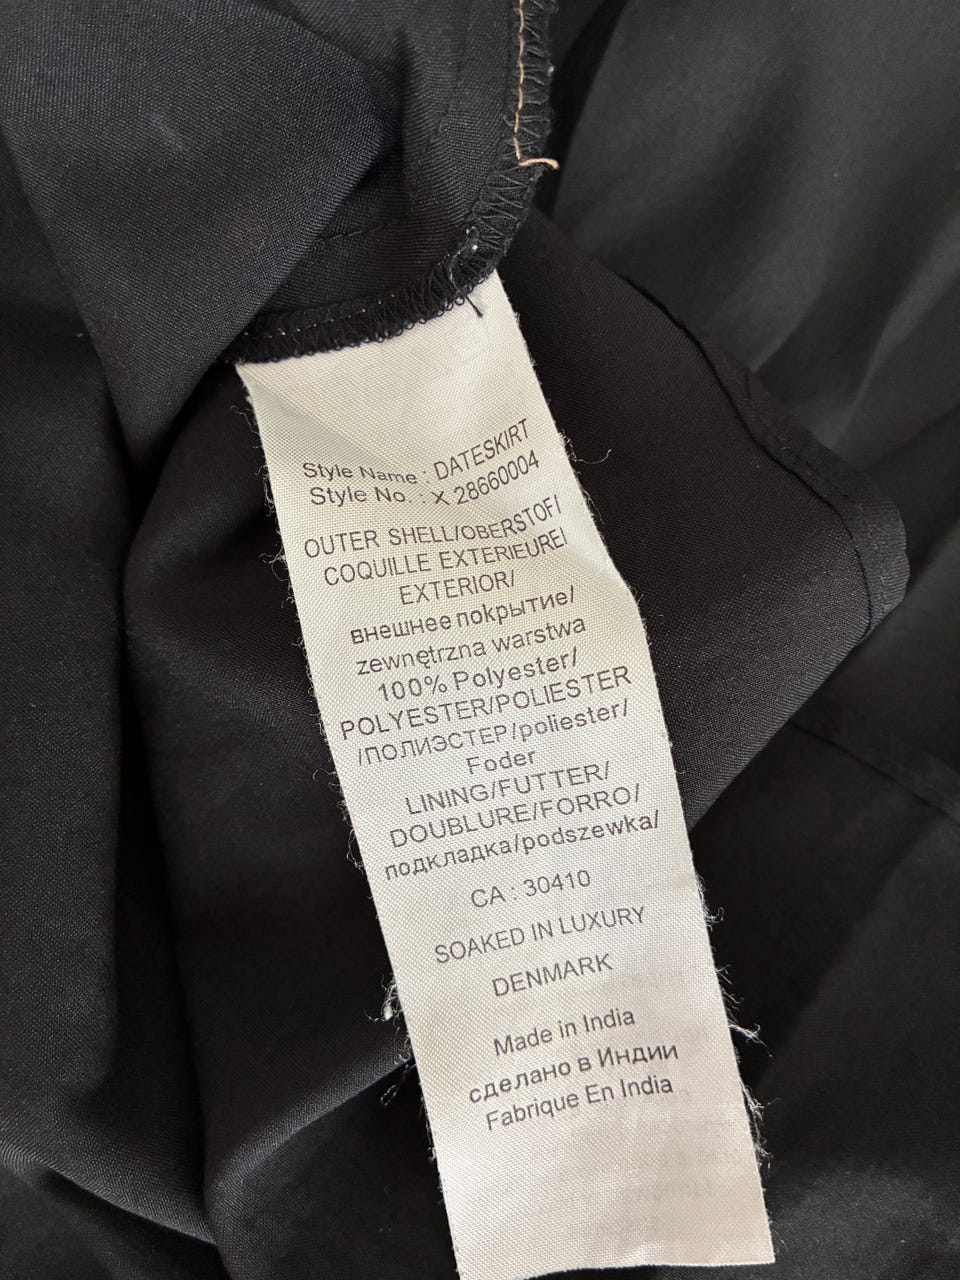 Style Name : DATESKIRT
Style No. : X 28660004
OUTER SHELL/OBERSTOF/
COQUILLE EXTERIEURE/
EXTERIOR/
внешнее покрытие/
zewnętrzna warstwa
100% Polyester/
POLYESTER/POLIESTER
/ПОЛИЭСТЕР/poliester/
Foder
LINING/FUTTER/
DOUBLURE/FORRO/
подкладка/podszewka/
CA : 30410
SOAKED IN LUXURY
DENMARK
Made in India
сделано в Индии
Fabrique En India